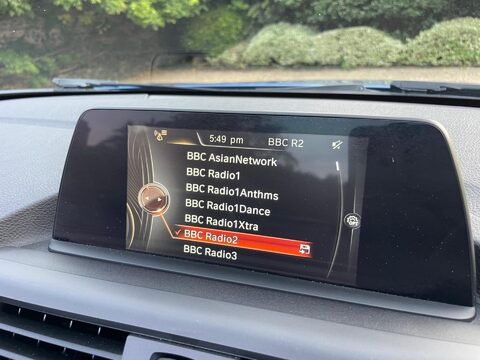 5:49 pm BBC R2
BBC AsianNetwork
BBC Radio1
BBC Radio1Anthms
BBC Radio1Dance
BBC Radio1Xtra
BBC Radio2
BBC Radio3